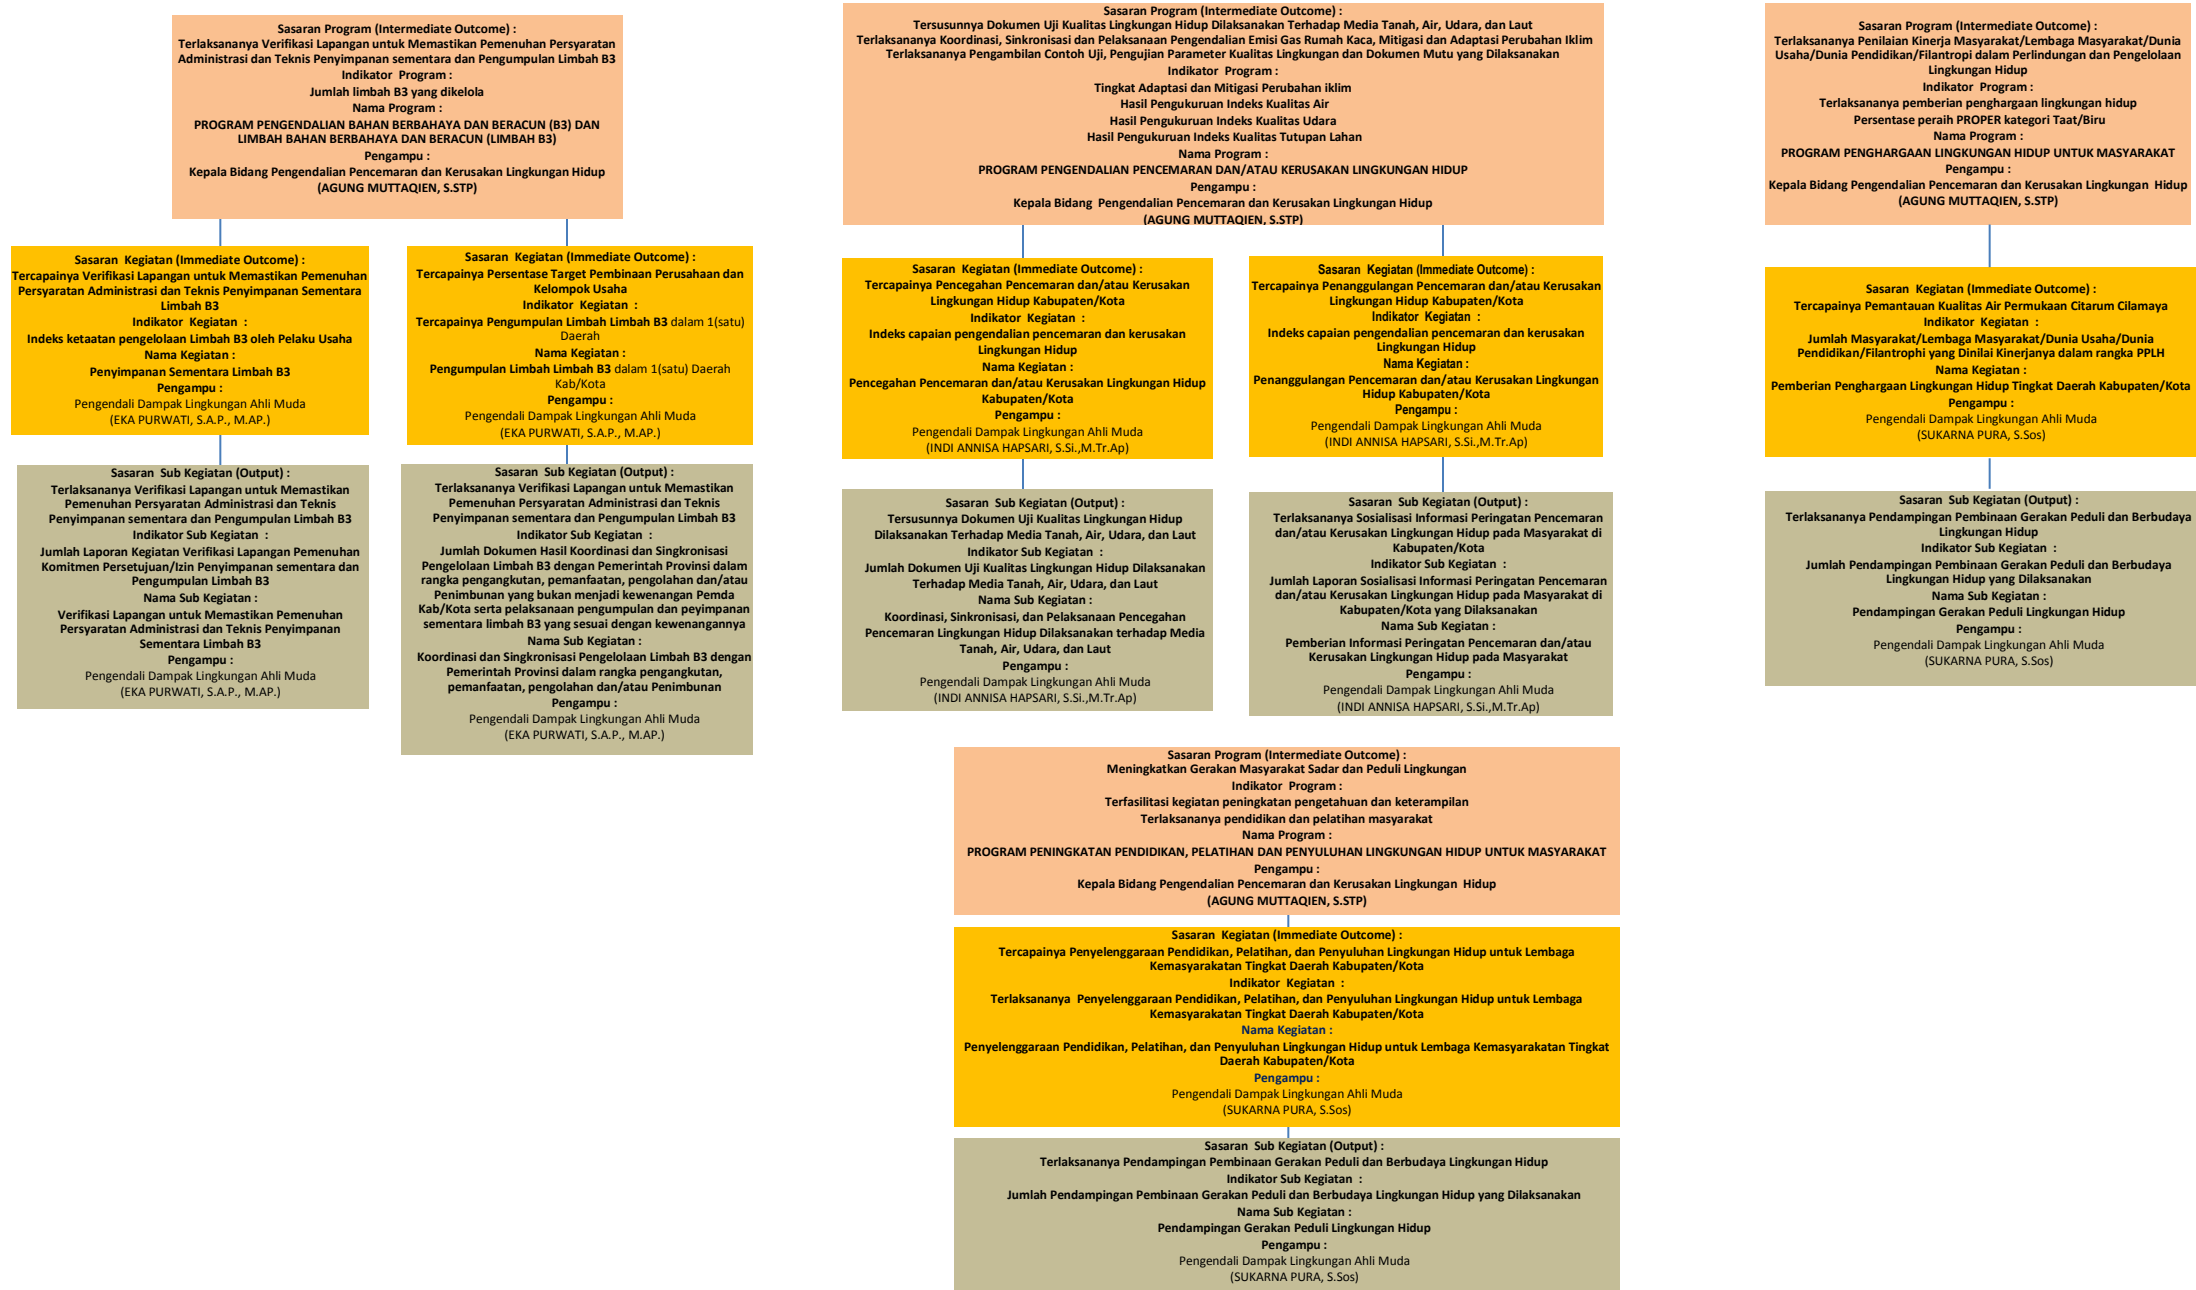 Sasaran Program (Intermediate Outcome) :
Terlaksananya Verifikasi Lapangan untuk Memastikan Pemenuhan Persyaratan
Administrasi dan Teknis Penyimpanan sementara dan Pengumpulan Limbah B3
Indikator Program :
Jumlah limbah B3 yang dikelola
Nama Program :
PROGRAM PENGENDALIAN BAHAN BERBAHAYA DAN BERACUN (B3) DAN
LIMBAH BAHAN BERBAHAYA DAN BERACUN (LIMBAH B3)
Pengampu :
Kepala Bidang Pengendalian Pencemaran dan Kerusakan Lingkungan Hidup
(AGUNG MUTTAQIEN, S.STP)
Sasaran Kegiatan (Immediate Outcome) :
Tercapainya Verifikasi Lapangan untuk Memastikan Pemenuhan
Persyaratan Administrasi dan Teknis Penyimpanan Sementara
Limbah B3
Indikator Kegiatan :
Indeks ketaatan pengelolaan Limbah B3 oleh Pelaku Usaha
Nama Kegiatan :
Penyimpanan Sementara Limbah B3
Pengampu :
Pengendali Dampak Lingkungan Ahli Muda
(EKA PURWATI, S.A.P., M.AP.)
Sasaran Kegiatan (Immediate Outcome) :
Tercapainya Persentase Target Pembinaan Perusahaan dan
Kelompok Usaha
Indikator Kegiatan :
Tercapainya Pengumpulan Limbah Limbah B3 dalam 1(satu)
Daerah
Nama Kegiatan :
Pengumpulan Limbah Limbah B3 dalam 1(satu) Daerah
Kab/Kota
Pengampu :
Pengendali Dampak Lingkungan Ahli Muda
(EKA PURWATI, S.A.P., M.AP.)
Sasaran Sub Kegiatan (Output) :
Terlaksananya Verifikasi Lapangan untuk Memastikan
Pemenuhan Persyaratan Administrasi dan Teknis
Penyimpanan sementara dan Pengumpulan Limbah B3
Indikator Sub Kegiatan :
Jumlah Laporan Kegiatan Verifikasi Lapangan Pemenuhan
Komitmen Persetujuan/Izin Penyimpanan sementara dan
Pengumpulan Limbah B3
Nama Sub Kegiatan :
Verifikasi Lapangan untuk Memastikan Pemenuhan
Persyaratan Administrasi dan Teknis Penyimpanan
Sementara Limbah B3
Pengampu :
Pengendali Dampak Lingkungan Ahli Muda
(EKA PURWATI, S.A.P., M.AP.)
Sasaran Sub Kegiatan (Output) :
Terlaksananya Verifikasi Lapangan untuk Memastikan
Pemenuhan Persyaratan Administrasi dan Teknis
Penyimpanan sementara dan Pengumpulan Limbah B3
Indikator Sub Kegiatan :
Jumlah Dokumen Hasil Koordinasi dan Singkronisasi
Pengelolaan Limbah B3 dengan Pemerintah Provinsi dalam
rangka pengangkutan, pemanfaatan, pengolahan dan/atau
Penimbunan yang bukan menjadi kewenangan Pemda
Kab/Kota serta pelaksanaan pengumpulan dan peyimpanan
sementara limbah B3 yang sesuai dengan kewenangannya
Nama Sub Kegiatan :
Koordinasi dan Singkronisasi Pengelolaan Limbah B3 dengan
Pemerintah Provinsi dalam rangka pengangkutan,
pemanfaatan, pengolahan dan/atau Penimbunan
Pengampu :
Pengendali Dampak Lingkungan Ahli Muda
(EKA PURWATI, S.A.P., M.AP.)
Sasaran Program (Intermediate Outcome) :
Tersusunnya Dokumen Uji Kualitas Lingkungan Hidup Dilaksanakan Terhadap Media Tanah, Air, Udara, dan Laut
Terlaksananya Koordinasi, Sinkronisasi dan Pelaksanaan Pengendalian Emisi Gas Rumah Kaca, Mitigasi dan Adaptasi Perubahan Iklim
Terlaksananya Pengambilan Contoh Uji, Pengujian Parameter Kualitas Lingkungan dan Dokumen Mutu yang Dilaksanakan
Indikator Program :
Tingkat Adaptasi dan Mitigasi Perubahan iklim
Hasil Pengukuruan Indeks Kualitas Air
Hasil Pengukuruan Indeks Kualitas Udara
Hasil Pengukuruan Indeks Kualitas Tutupan Lahan
Nama Program :
PROGRAM PENGENDALIAN PENCEMARAN DAN/ATAU KERUSAKAN LINGKUNGAN HIDUP
Pengampu :
Kepala Bidang Pengendalian Pencemaran dan Kerusakan Lingkungan Hidup
(AGUNG MUTTAQIEN, S.STP)
Sasaran Kegiatan (Immediate Outcome) :
Tercapainya Pencegahan Pencemaran dan/atau Kerusakan
Lingkungan Hidup Kabupaten/Kota
Indikator Kegiatan :
Indeks capaian pengendalian pencemaran dan kerusakan
Lingkungan Hidup
Nama Kegiatan :
Pencegahan Pencemaran dan/atau Kerusakan Lingkungan Hidup
Kabupaten/Kota
Pengampu :
Pengendali Dampak Lingkungan Ahli Muda
(INDI ANNISA HAPSARI, S.Si.,M.Tr.Ap)
Sasaran Kegiatan (Immediate Outcome) :
Tercapainya Penanggulangan Pencemaran dan/atau Kerusakan
Lingkungan Hidup Kabupaten/Kota
Indikator Kegiatan :
Indeks capaian pengendalian pencemaran dan kerusakan
Lingkungan Hidup
Nama Kegiatan :
Penanggulangan Pencemaran dan/atau Kerusakan Lingkungan
Hidup Kabupaten/Kota
Pengampu :
Pengendali Dampak Lingkungan Ahli Muda
(INDI ANNISA HAPSARI, S.Si.,M.Tr.Ap)
Sasaran Sub Kegiatan (Output) :
Tersusunnya Dokumen Uji Kualitas Lingkungan Hidup
Dilaksanakan Terhadap Media Tanah, Air, Udara, dan Laut
Indikator Sub Kegiatan :
Jumlah Dokumen Uji Kualitas Lingkungan Hidup Dilaksanakan
Terhadap Media Tanah, Air, Udara, dan Laut
Nama Sub Kegiatan :
Koordinasi, Sinkronisasi, dan Pelaksanaan Pencegahan
Pencemaran Lingkungan Hidup Dilaksanakan terhadap Media
Tanah, Air, Udara, dan Laut
Pengampu :
Pengendali Dampak Lingkungan Ahli Muda
(INDI ANNISA HAPSARI, S.Si.,M.Tr.Ap)
Sasaran Sub Kegiatan (Output) :
Terlaksananya Sosialisasi Informasi Peringatan Pencemaran
dan/atau Kerusakan Lingkungan Hidup pada Masyarakat di
Kabupaten/Kota
Indikator Sub Kegiatan :
Jumlah Laporan Sosialisasi Informasi Peringatan Pencemaran
dan/atau Kerusakan Lingkungan Hidup pada Masyarakat di
Kabupaten/Kota yang Dilaksanakan
Nama Sub Kegiatan :
Pemberian Informasi Peringatan Pencemaran dan/atau
Kerusakan Lingkungan Hidup pada Masyarakat
Pengampu :
Pengendali Dampak Lingkungan Ahli Muda
(INDI ANNISA HAPSARI, S.Si.,M.Tr.Ap)
Sasaran Program (Intermediate Outcome) :
Terlaksananya Penilaian Kinerja Masyarakat/Lembaga Masyarakat/Dunia
Usaha/Dunia Pendidikan/Filantropi dalam Perlindungan dan Pengelolaan
Lingkungan Hidup
Indikator Program :
Terlaksananya pemberian penghargaan lingkungan hidup
Persentase peraih PROPER kategori Taat/Biru
Nama Program :
PROGRAM PENGHARGAAN LINGKUNGAN HIDUP UNTUK MASYARAKAT
Pengampu :
Kepala Bidang Pengendalian Pencemaran dan Kerusakan Lingkungan Hidup
(AGUNG MUTTAQIEN, S.STP)
Sasaran Kegiatan (Immediate Outcome) :
Tercapainya Pemantauan Kualitas Air Permukaan Citarum Cilamaya
Indikator Kegiatan :
Jumlah Masyarakat/Lembaga Masyarakat/Dunia Usaha/Dunia
Pendidikan/Filantrophi yang Dinilai Kinerjanya dalam rangka PPLH
Nama Kegiatan :
Pemberian Penghargaan Lingkungan Hidup Tingkat Daerah Kabupaten/Kota
Pengampu :
Pengendali Dampak Lingkungan Ahli Muda
(SUKARNA PURA, S.Sos)
Sasaran Sub Kegiatan (Output) :
Terlaksananya Pendampingan Pembinaan Gerakan Peduli dan Berbudaya
Lingkungan Hidup
Indikator Sub Kegiatan :
Jumlah Pendampingan Pembinaan Gerakan Peduli dan Berbudaya
Lingkungan Hidup yang Dilaksanakan
Nama Sub Kegiatan :
Pendampingan Gerakan Peduli Lingkungan Hidup
Pengampu :
Pengendali Dampak Lingkungan Ahli Muda
(SUKARNA PURA, S.Sos)
Sasaran Program (Intermediate Outcome) :
Meningkatkan Gerakan Masyarakat Sadar dan Peduli Lingkungan
Indikator Program :
Terfasilitasi kegiatan peningkatan pengetahuan dan keterampilan
Terlaksananya pendidikan dan pelatihan masyarakat
Nama Program :
PROGRAM PENINGKATAN PENDIDIKAN, PELATIHAN DAN PENYULUHAN LINGKUNGAN HIDUP UNTUK MASYARAKAT
Pengampu :
Kepala Bidang Pengendalian Pencemaran dan Kerusakan Lingkungan Hidup
(AGUNG MUTTAQIEN, S.STP)
Sasaran Kegiatan (Immediate Outcome) :
Tercapainya Penyelenggaraan Pendidikan, Pelatihan, dan Penyuluhan Lingkungan Hidup untuk Lembaga
Kemasyarakatan Tingkat Daerah Kabupaten/Kota
Indikator Kegiatan :
Terlaksananya Penyelenggaraan Pendidikan, Pelatihan, dan Penyuluhan Lingkungan Hidup untuk Lembaga
Kemasyarakatan Tingkat Daerah Kabupaten/Kota
Nama Kegiatan :
Penyelenggaraan Pendidikan, Pelatihan, dan Penyuluhan Lingkungan Hidup untuk Lembaga Kemasyarakatan Tingkat
Daerah Kabupaten/Kota
Pengampu :
Pengendali Dampak Lingkungan Ahli Muda
(SUKARNA PURA, S.Sos)
Sasaran Sub Kegiatan (Output) :
Terlaksananya Pendampingan Pembinaan Gerakan Peduli dan Berbudaya Lingkungan Hidup
Indikator Sub Kegiatan :
Jumlah Pendampingan Pembinaan Gerakan Peduli dan Berbudaya Lingkungan Hidup yang Dilaksanakan
Nama Sub Kegiatan :
Pendampingan Gerakan Peduli Lingkungan Hidup
Pengampu :
Pengendali Dampak Lingkungan Ahli Muda
(SUKARNA PURA, S.Sos)